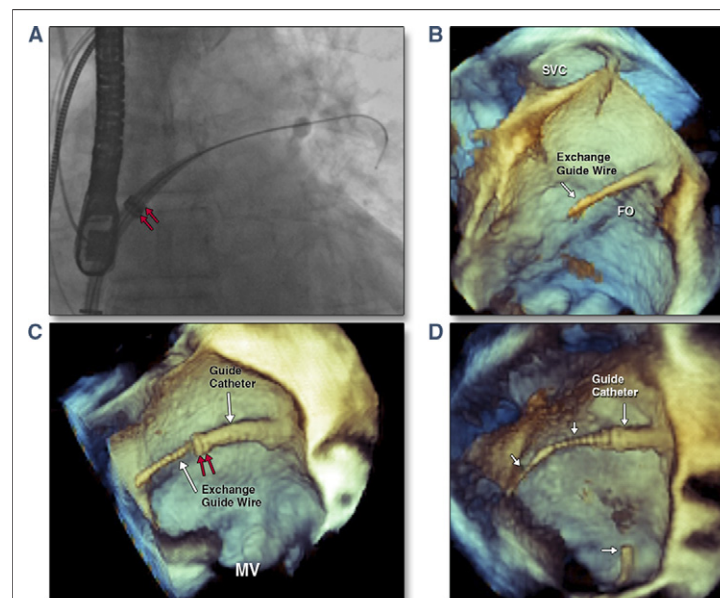 A
B
SVC
Exchange
Guide Wire
FO
C
Guide
Catheter
Exchange
Guide Wire
MV
D
Guide
Catheter